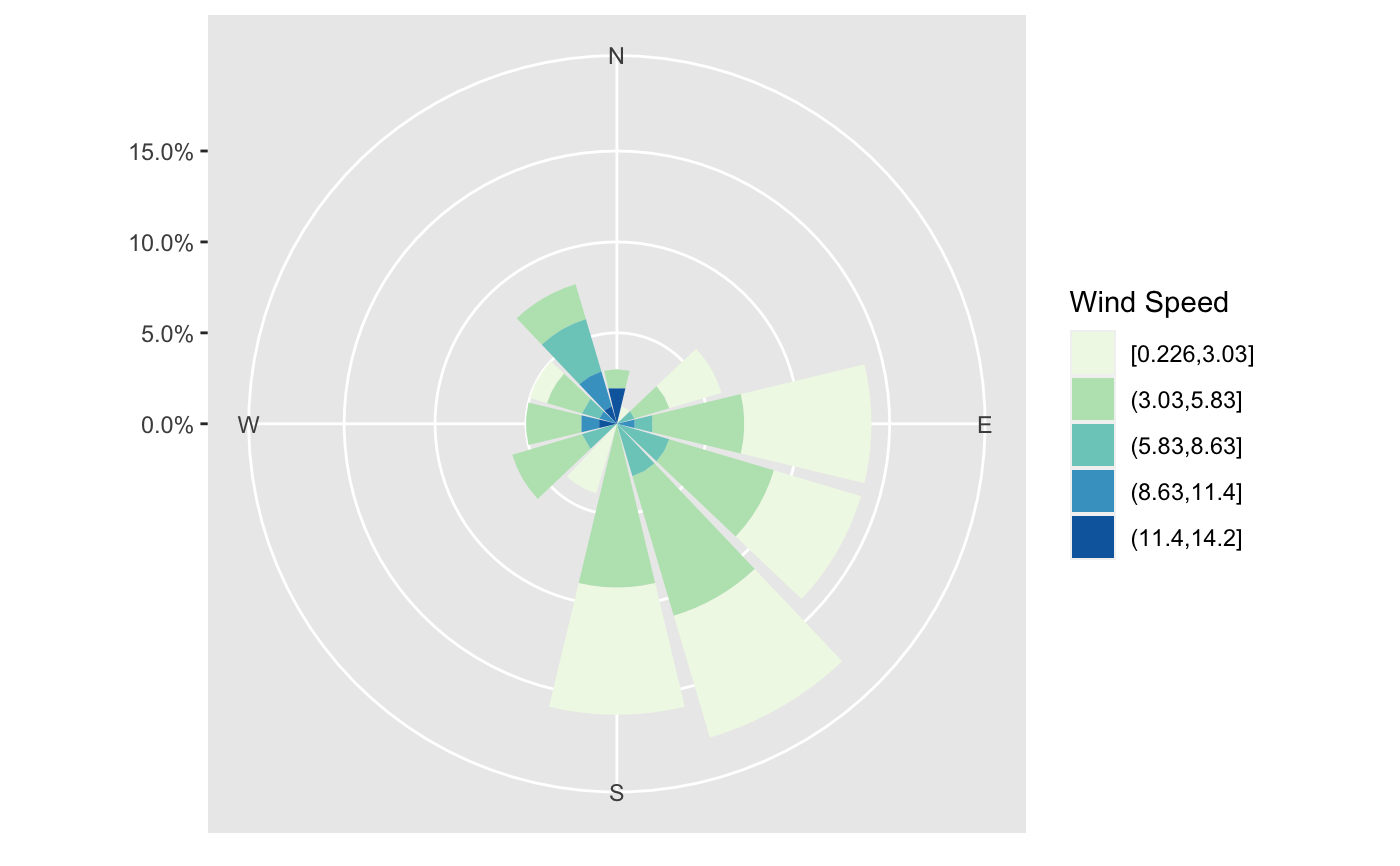 N
15.0%
10.0%
5.0%
0.0%
W
E
S
Wind Speed
[0.226,3.03]
(3.03,5.83]
(5.83,8.63]
(8.63,11.4]
(11.4,14.2]